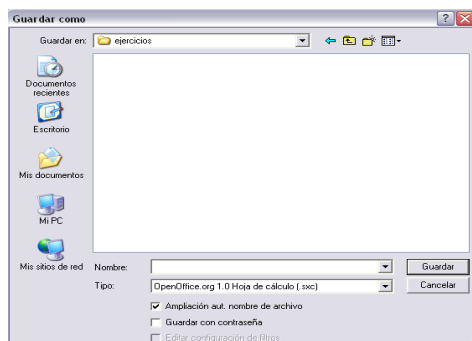 Guardar como
Guardar en: ejercicios
Documentos
recientes
Escritorio
Mis documentos
Mi PC
Mis sitios de red
Nombre:
Guardar
Tipo: OpenOffice.org 1.0 Hoja de cálculo (.sxc)
Cancelar
Ampliación aut. nombre de archivo
Guardar con contraseña
Editar configuración de filtros